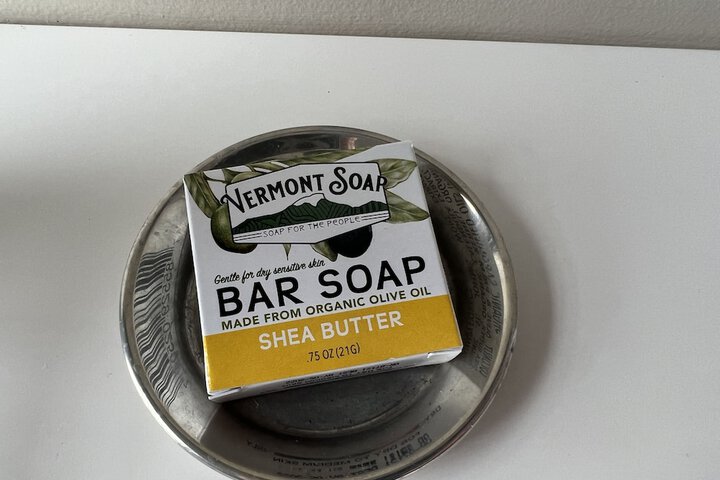 VERMONT SOAP
SOAP FOR THE PEOPLE
Gentle for dry sensitive skin
BAR SOAP
MADE FROM ORGANIC OLIVE OIL
SHEA BUTTER
.75 OZ (21G)